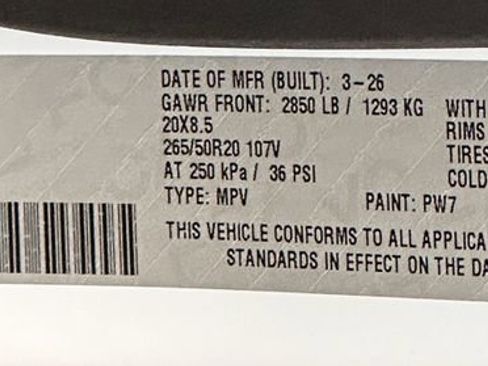 DATE OF MFR (BUILT): 3-26
GAWR FRONT: 2850 LB / 1293 KG WITH
20X8.5 RIMS
265/50R20 107V TIRES
AT 250 kPa / 36 PSI COLD
TYPE: MPV PAINT: PW7
THIS VEHICLE CONFORMS TO ALL APPLICA
STANDARDS IN EFFECT ON THE DA